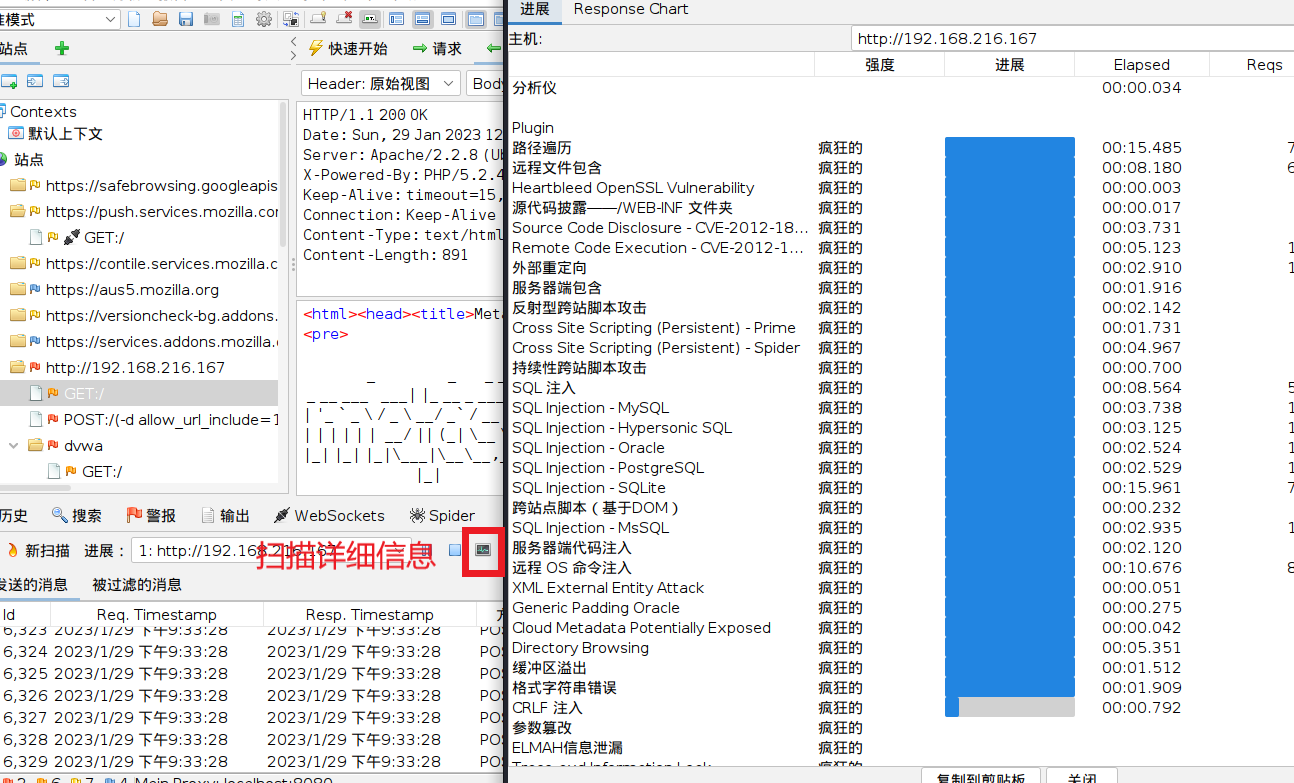 准模式
站点
快速开始
请求
Header: 原始视图
Body
Contexts
默认上下文
站点
https://safebrowsing.googleapis
https://push.services.mozilla.com
GET:/
https://contile.services.mozilla.c
https://aus5.mozilla.org
https://versioncheck-bg.addons.
https://services.addons.mozilla.
http://192.168.216.167
GET:/
POST:/(-d allow_url_include=1
dvwa
GET:/
HTTP/1.1 200 OK
Date: Sun, 29 Jan 2023 12
Server: Apache/2.2.8 (Ub
X-Powered-By: PHP/5.2.4
Keep-Alive: timeout=15,
Connection: Keep-Alive
Content-Type: text/html
Content-Length: 891
<html><head><title>Meta
<pre>
历史
搜索
警报
输出
WebSockets
Spider
新扫描
进展：
1: http://192.168.216.167
扫描详细信息
发送的消息
被过滤的消息
Id Req. Timestamp Resp. Timestamp 方
6,323 2023/1/29 下午9:33:28 2023/1/29 下午9:33:28 POS
6,324 2023/1/29 下午9:33:28 2023/1/29 下午9:33:28 POS
6,325 2023/1/29 下午9:33:28 2023/1/29 下午9:33:28 POS
6,326 2023/1/29 下午9:33:28 2023/1/29 下午9:33:28 POS
6,327 2023/1/29 下午9:33:28 2023/1/29 下午9:33:28 POS
6,328 2023/1/29 下午9:33:28 2023/1/29 下午9:33:28 POS
6,329 2023/1/29 下午9:33:28 2023/1/29 下午9:33:28 POS
2 6 7 4 Main Proxy: localhost:8080
进展
Response Chart
主机:
http://192.168.216.167
强度 进展 Elapsed Reqs
分析仪 00:00.034
Plugin
路径遍历 疯狂的 00:15.485 7
远程文件包含 疯狂的 00:08.180 6
Heartbleed OpenSSL Vulnerability 疯狂的 00:00.003
源代码披露——/WEB-INF 文件夹 疯狂的 00:00.017
Source Code Disclosure - CVE-2012-18... 疯狂的 00:03.731
Remote Code Execution - CVE-2012-1... 疯狂的 00:05.123 1
外部重定向 疯狂的 00:02.910 1
服务器端包含 疯狂的 00:01.916
反射型跨站脚本攻击 疯狂的 00:02.142
Cross Site Scripting (Persistent) - Prime 疯狂的 00:01.731
Cross Site Scripting (Persistent) - Spider 疯狂的 00:04.967
持续性跨站脚本攻击 疯狂的 00:00.700
SQL 注入 疯狂的 00:08.564 5
SQL Injection - MySQL 疯狂的 00:03.738 1
SQL Injection - Hypersonic SQL 疯狂的 00:03.125 1
SQL Injection - Oracle 疯狂的 00:02.524 1
SQL Injection - PostgreSQL 疯狂的 00:02.529 1
SQL Injection - SQLite 疯狂的 00:15.961 7
跨站点脚本（基于DOM） 疯狂的 00:00.232
SQL Injection - MsSQL 疯狂的 00:02.935 1
服务器端代码注入 疯狂的 00:02.120
远程 OS 命令注入 疯狂的 00:10.676 8
XML External Entity Attack 疯狂的 00:00.051
Generic Padding Oracle 疯狂的 00:00.275
Cloud Metadata Potentially Exposed 疯狂的 00:00.042
Directory Browsing 疯狂的 00:05.351
缓冲区溢出 疯狂的 00:01.512
格式字符串错误 疯狂的 00:01.909
CRLF 注入 疯狂的 00:00.792
参数篡改 疯狂的
ELMAH信息泄漏 疯狂的
复制到剪贴板
关闭